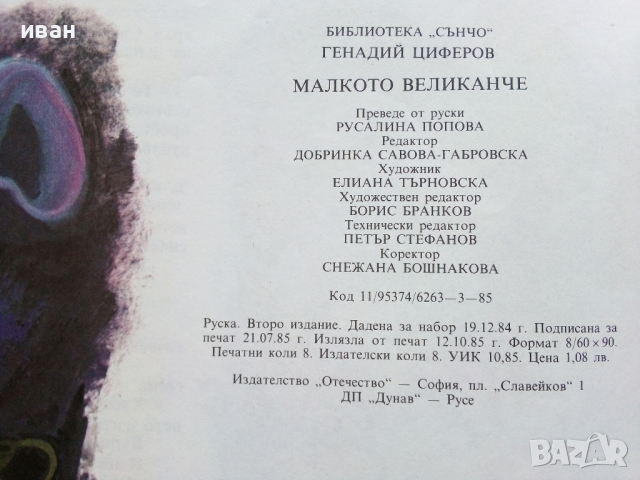 иван
БИБЛИОТЕКА „СЪНЧО“
ГЕНАДИЙ ЦИФЕРОВ
МАЛКОТО ВЕЛИКАНЧЕ
Преведе от руски
РУСАЛИНА ПОПОВА
Редактор
ДОБРИНКА САВОВА-ГАБРОВСКА
Художник
ЕЛИАНА ТЪРНОВСКА
Художествен редактор
БОРИС БРАНКОВ
Технически редактор
ПЕТЪР СТЕФАНОВ
Коректор
СНЕЖАНА БОШНАКОВА
Код 11/95374/6263—3—85
Руска. Второ издание. Дадена за набор 19.12.84 г. Подписана за
печат 21.07.85 г. Излязла от печат 12.10.85 г. Формат 8/60 × 90.
Печатни коли 8. Издателски коли 8. УИК 10,85. Цена 1,08 лв.
Издателство „Отечество“ — София, пл. „Славейков“ 1
ДП „Дунав“ — Русе
BAZAR